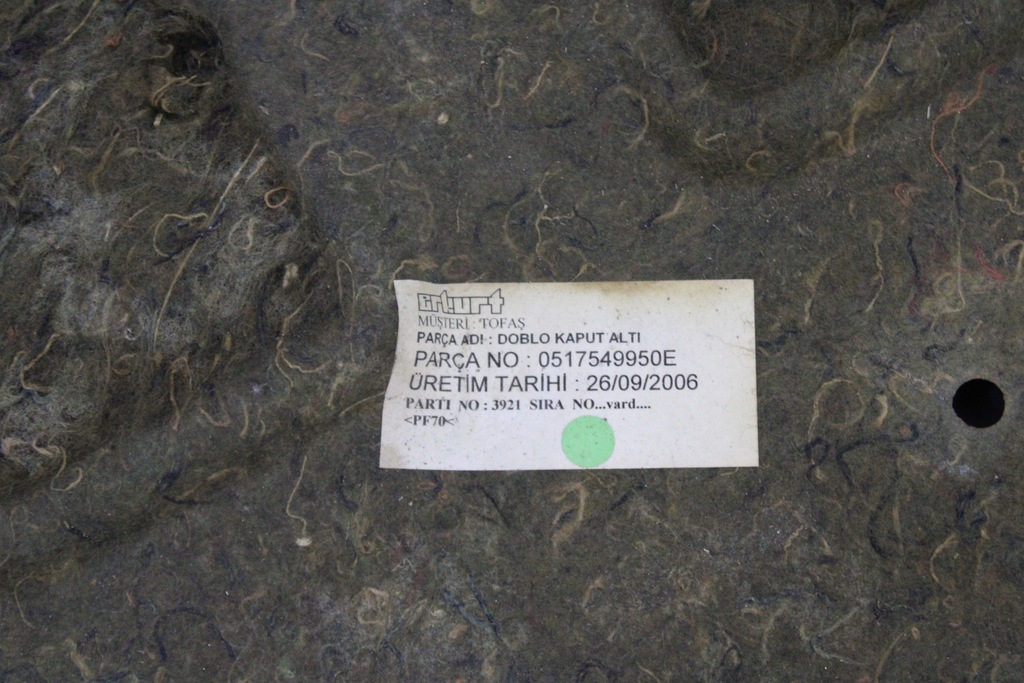 Erkurt
MÜŞTERİ : TOFAŞ
PARÇA ADI : DOBLO KAPUT ALTI
PARÇA NO : 0517549950E
ÜRETİM TARİHİ : 26/09/2006
PARTI NO : 3921 SIRA NO...vard....
<PF70<